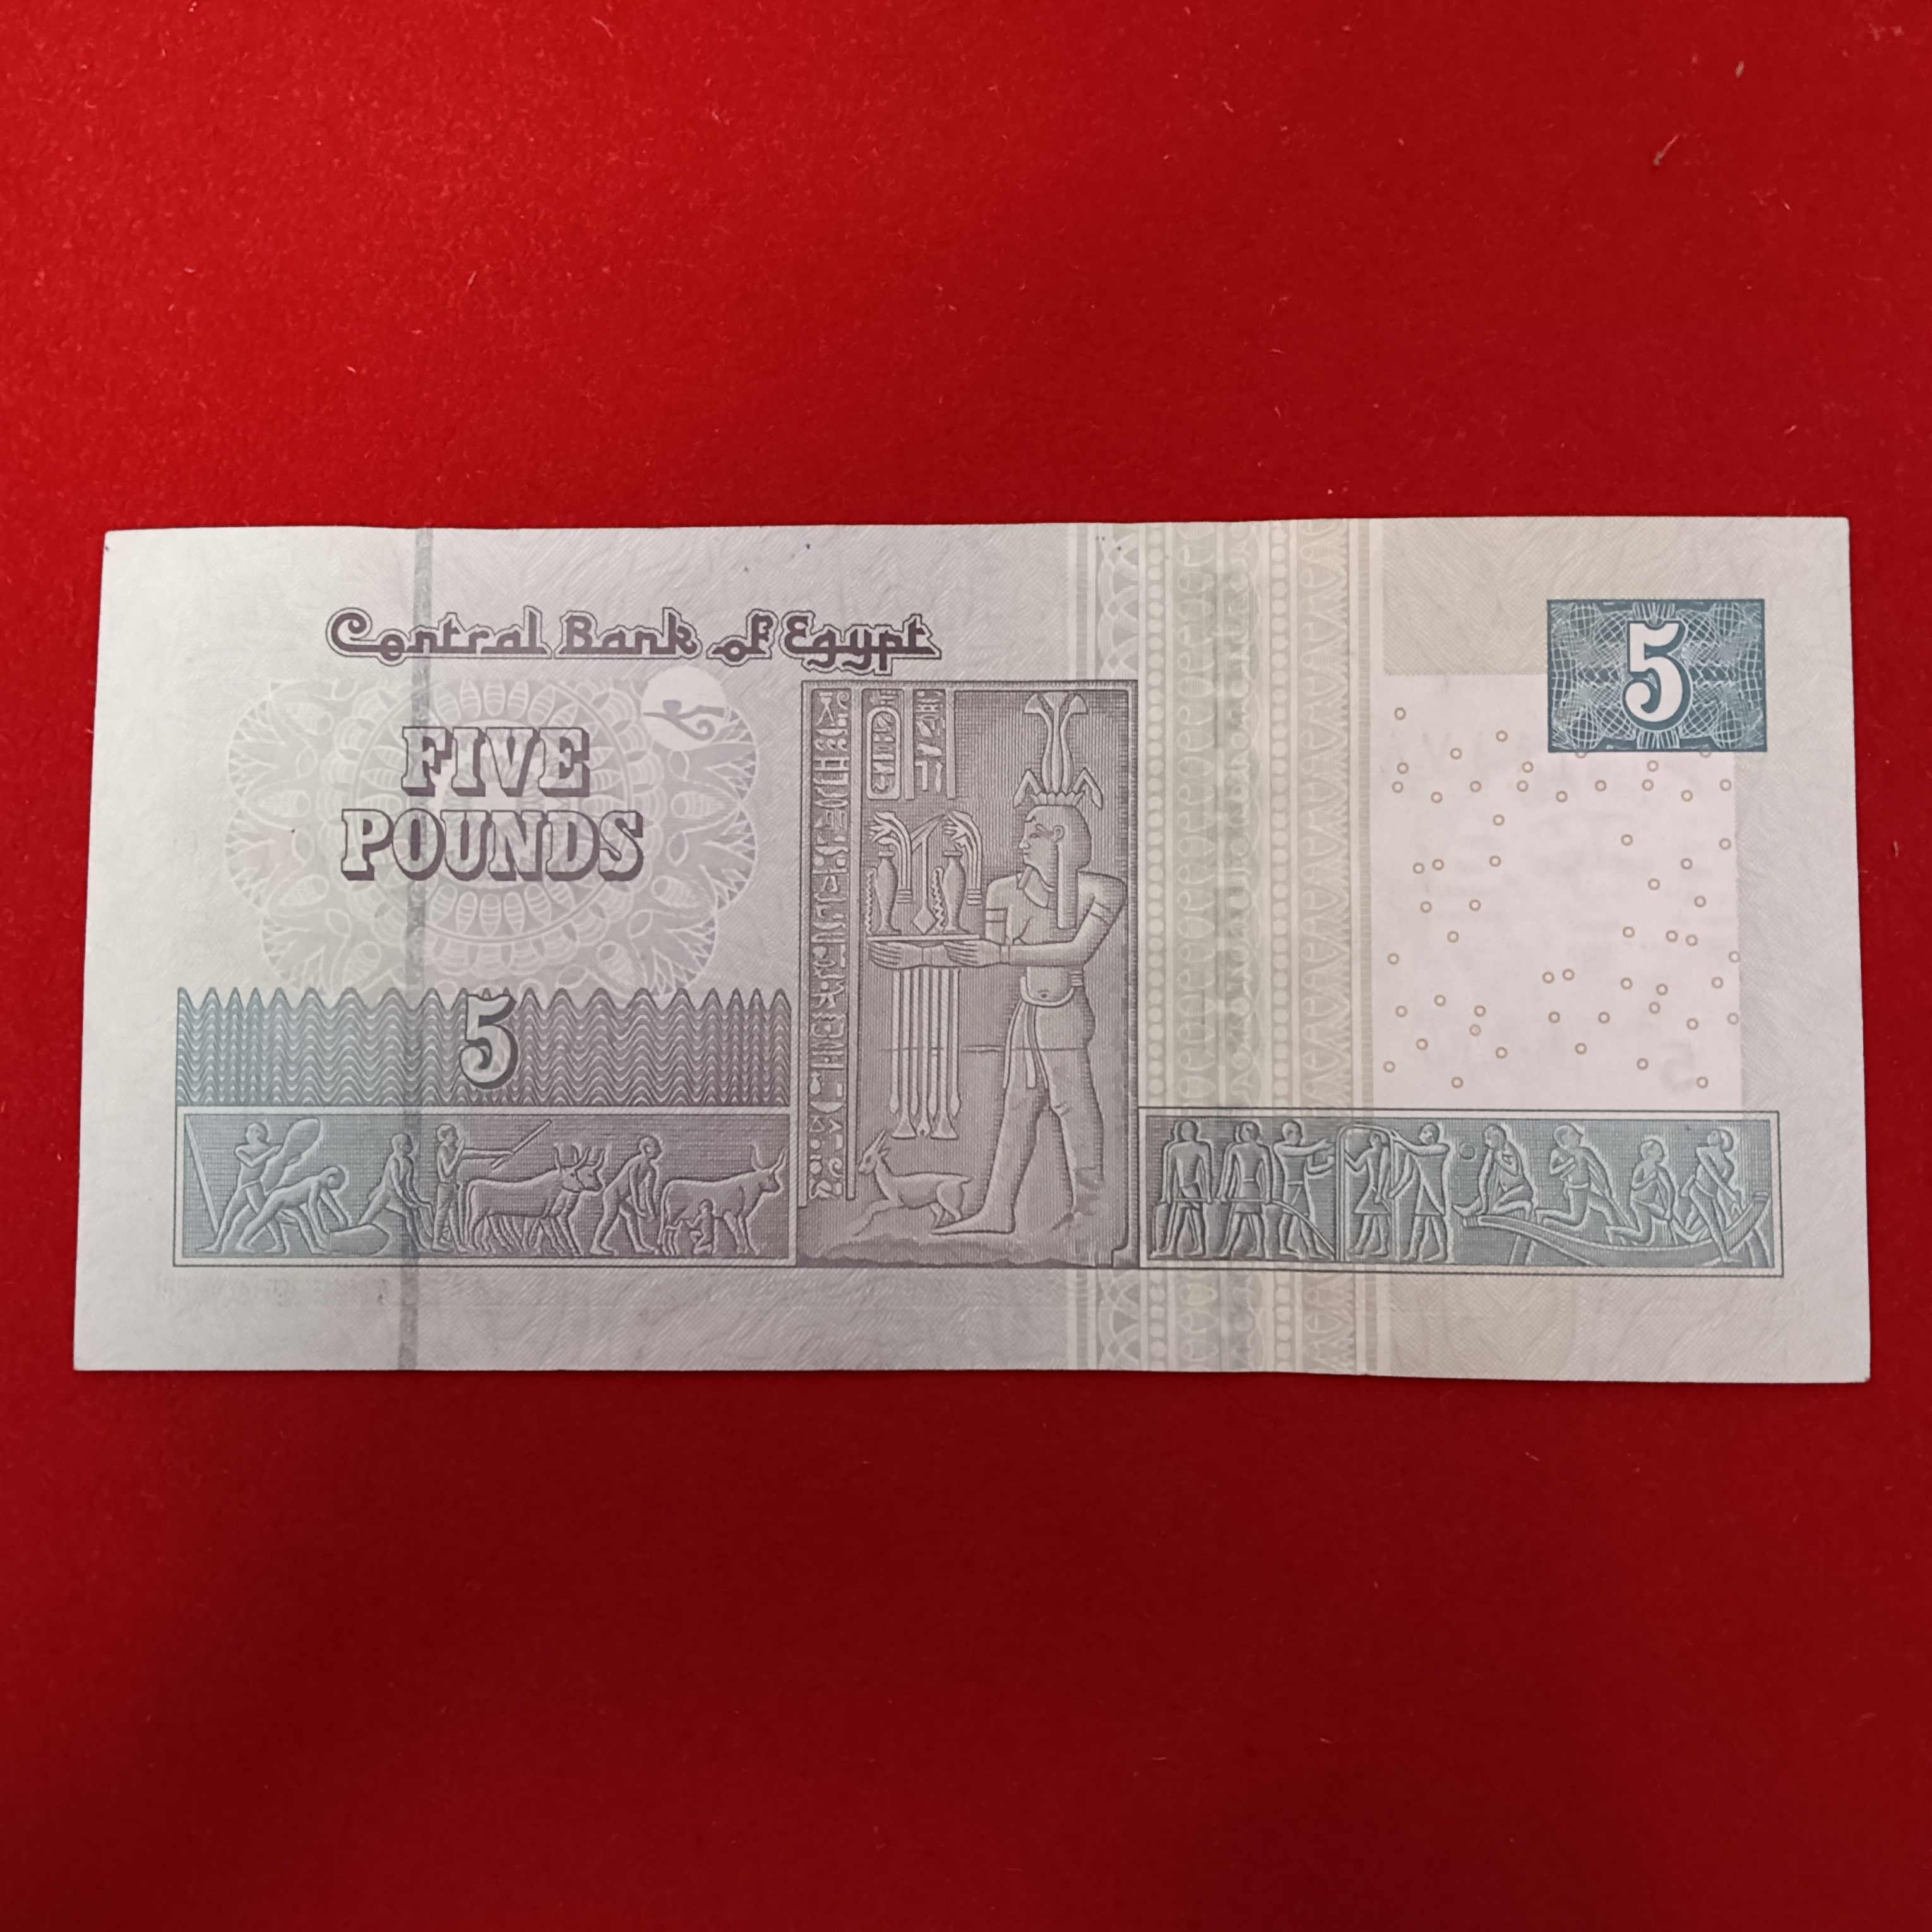 Central Bank of Egypt
5
FIVE
POUNDS
5